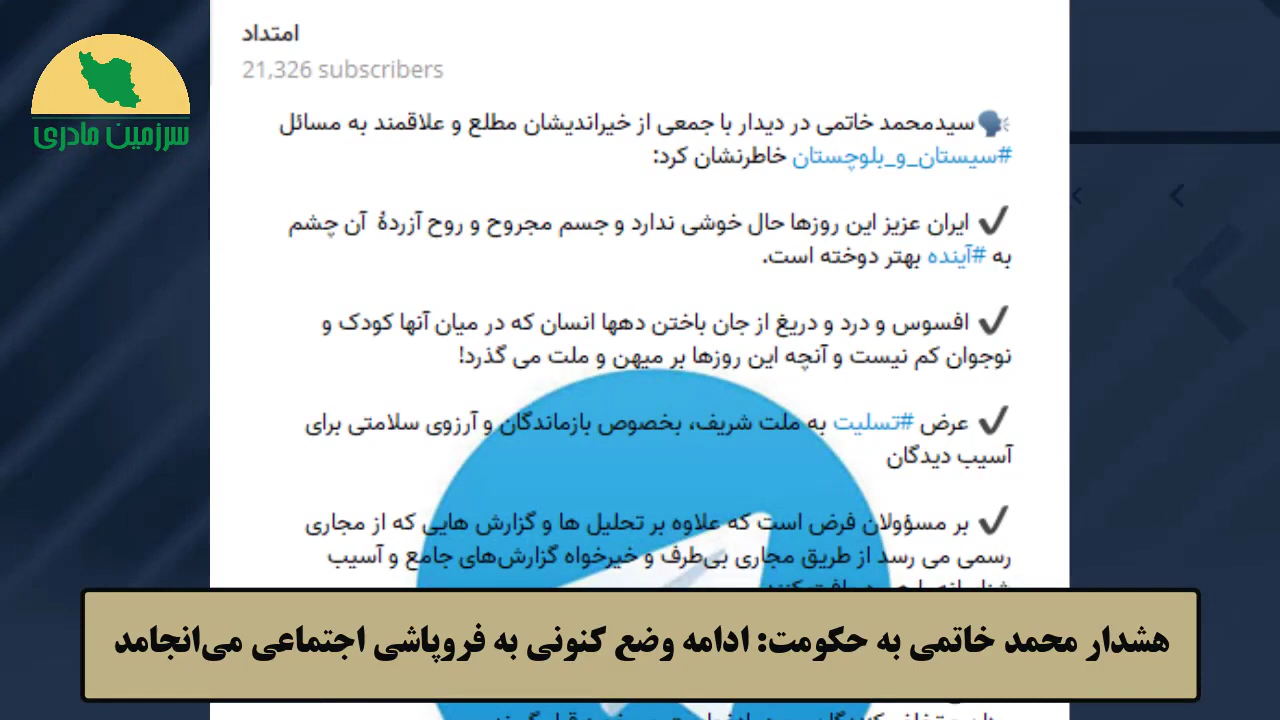 امتداد
21,326 subscribers
سرزمین مادری
🗣سیدمحمد خاتمی در دیدار با جمعی از خیراندیشان مطلع و علاقمند به مسائل
#سیستان_و_بلوچستان خاطرنشان کرد:
✔ ایران عزیز این روزها حال خوشی ندارد و جسم مجروح و روح آزردهٔ آن چشم
به #آینده بهتر دوخته است.
✔ افسوس و درد و دریغ از جان باختن دهها انسان که در میان آنها کودک و
نوجوان کم نیست و آنچه این روزها بر میهن و ملت می گذرد!
✔ عرض #تسلیت به ملت شریف، بخصوص بازماندگان و آرزوی سلامتی برای
آسیب دیدگان
✔ بر مسؤولان فرض است که علاوه بر تحلیل ها و گزارش هایی که از مجاری
رسمی می رسد از طریق مجاری بی‌طرف و خیرخواه گزارش‌های جامع و آسیب
هشدار محمد خاتمی به حکومت: ادامه وضع کنونی به فروپاشی اجتماعی می‌انجامد